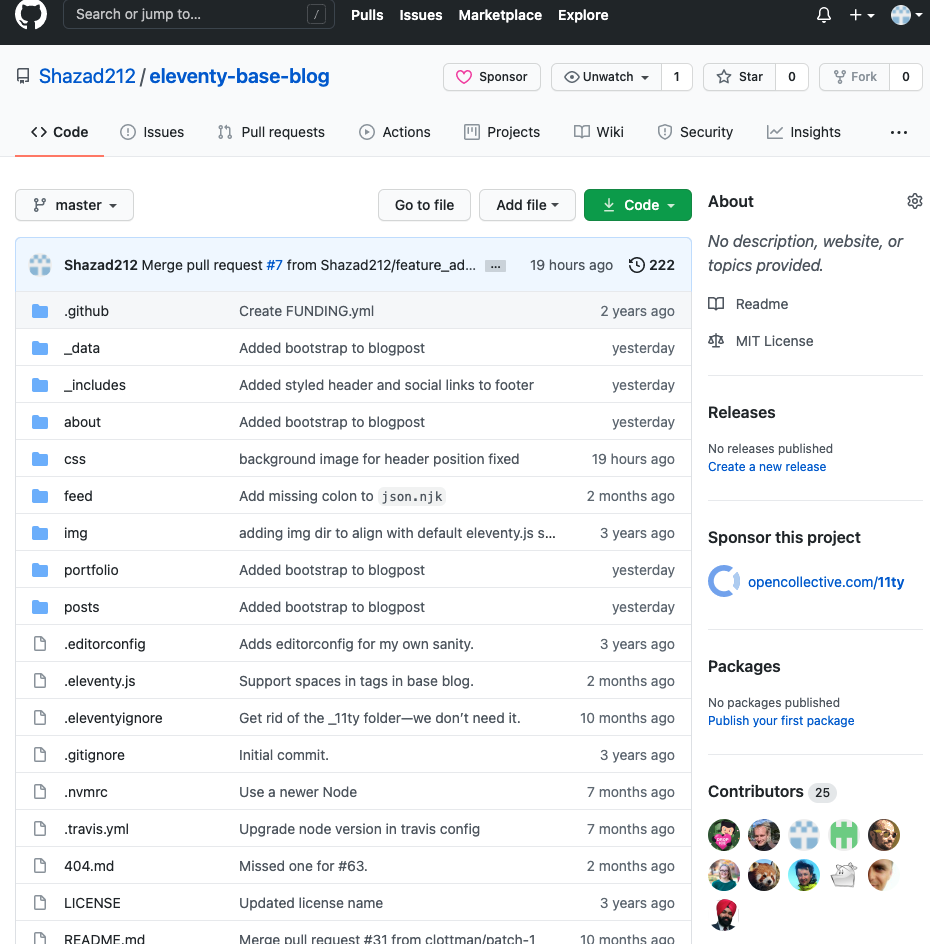 Search or jump to… /
Pulls Issues Marketplace Explore
Shazad212 / eleventy-base-blog
Sponsor Unwatch 1 Star 0 Fork 0
Code Issues Pull requests Actions Projects Wiki Security Insights …
master Go to file Add file Code
Shazad212 Merge pull request #7 from Shazad212/feature_ad… … 19 hours ago 222
.github Create FUNDING.yml 2 years ago
_data Added bootstrap to blogpost yesterday
_includes Added styled header and social links to footer yesterday
about Added bootstrap to blogpost yesterday
css background image for header position fixed 19 hours ago
feed Add missing colon to json.njk 2 months ago
img adding img dir to align with default eleventy.js s… 3 years ago
portfolio Added bootstrap to blogpost yesterday
posts Added bootstrap to blogpost yesterday
.editorconfig Adds editorconfig for my own sanity. 3 years ago
.eleventy.js Support spaces in tags in base blog. 2 months ago
.eleventyignore Get rid of the _11ty folder—we don't need it. 10 months ago
.gitignore Initial commit. 3 years ago
.nvmrc Use a newer Node 7 months ago
.travis.yml Upgrade node version in travis config 7 months ago
404.md Missed one for #63. 2 months ago
LICENSE Updated license name 3 years ago
README.md Merge pull request #31 from clottman/patch-1 10 months ago
About
No description, website, or
topics provided.
Readme
MIT License
Releases
No releases published
Create a new release
Sponsor this project
opencollective.com/11ty
Packages
No packages published
Publish your first package
Contributors 25